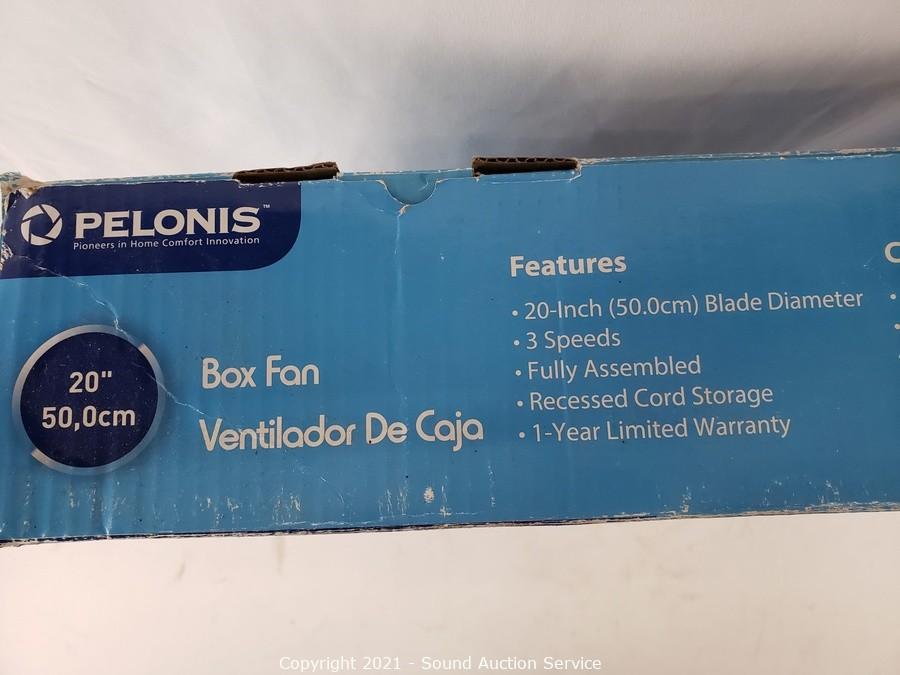 PELONIS™
Pioneers in Home Comfort Innovation
20"
50,0cm
Box Fan
Ventilador De Caja
Features
• 20-Inch (50.0cm) Blade Diameter
• 3 Speeds
• Fully Assembled
• Recessed Cord Storage
• 1-Year Limited Warranty
Copyright 2021 - Sound Auction Service